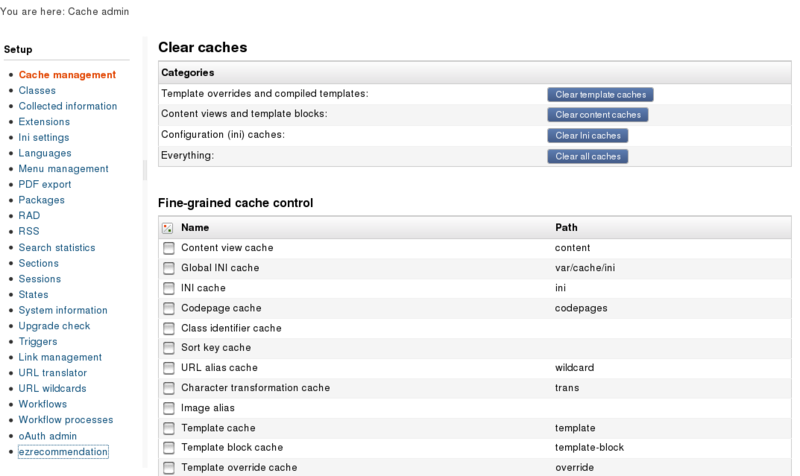 You are here: Cache admin
Setup
Cache management
Classes
Collected information
Extensions
Ini settings
Languages
Menu management
PDF export
Packages
RAD
RSS
Search statistics
Sections
Sessions
States
System information
Upgrade check
Triggers
Link management
URL translator
URL wildcards
Workflows
Workflow processes
oAuth admin
ezrecommendation
Clear caches
Categories
Template overrides and compiled templates: Clear template caches
Content views and template blocks: Clear content caches
Configuration (ini) caches: Clear Ini caches
Everything: Clear all caches
Fine-grained cache control
Name Path
Content view cache content
Global INI cache var/cache/ini
INI cache ini
Codepage cache codepages
Class identifier cache
Sort key cache
URL alias cache wildcard
Character transformation cache trans
Image alias
Template cache template
Template block cache template-block
Template override cache override